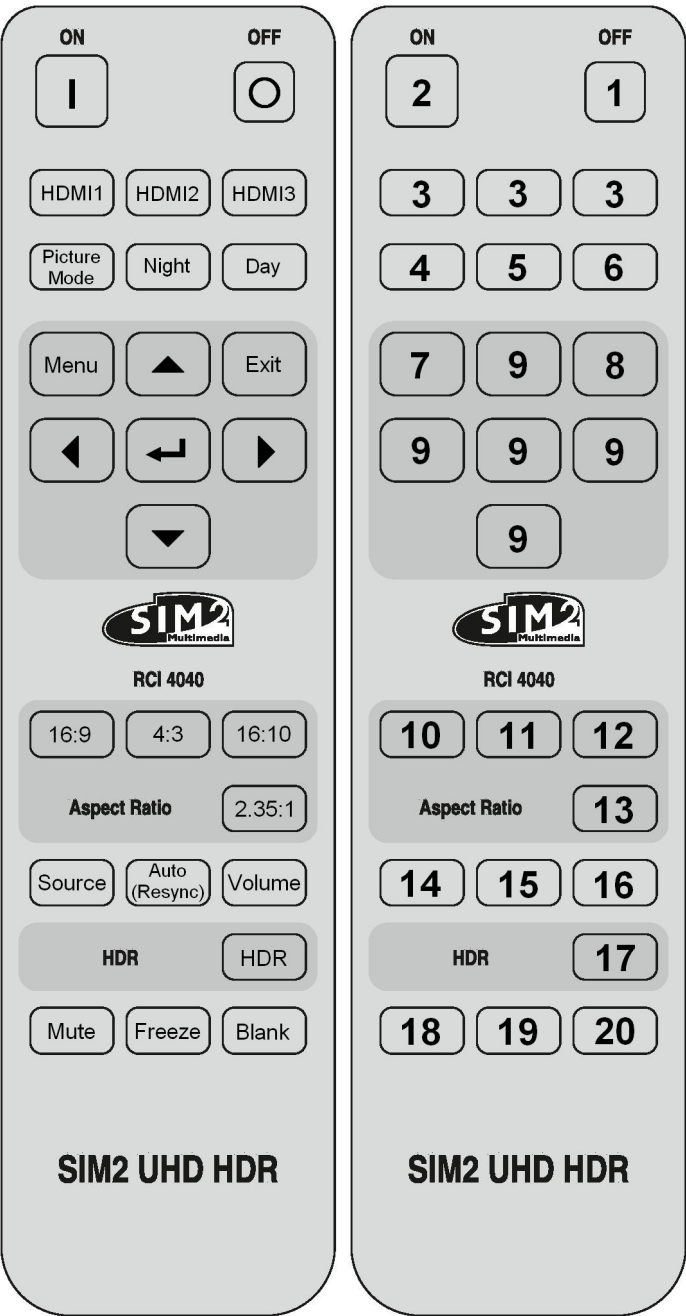 ON OFF
I O
HDMI1 HDMI2 HDMI3
Picture
Mode
Night Day
Menu Exit
SIM2
Multimedia
RCI 4040
16:9 4:3 16:10
Aspect Ratio 2.35:1
Source
Auto
(Resync)
Volume
HDR HDR
Mute Freeze Blank
SIM2 UHD HDR
ON OFF
2 1
3 3 3
4 5 6
7 9 8
9 9 9
9
SIM2
Multimedia
RCI 4040
10 11 12
Aspect Ratio 13
14 15 16
HDR 17
18 19 20
SIM2 UHD HDR